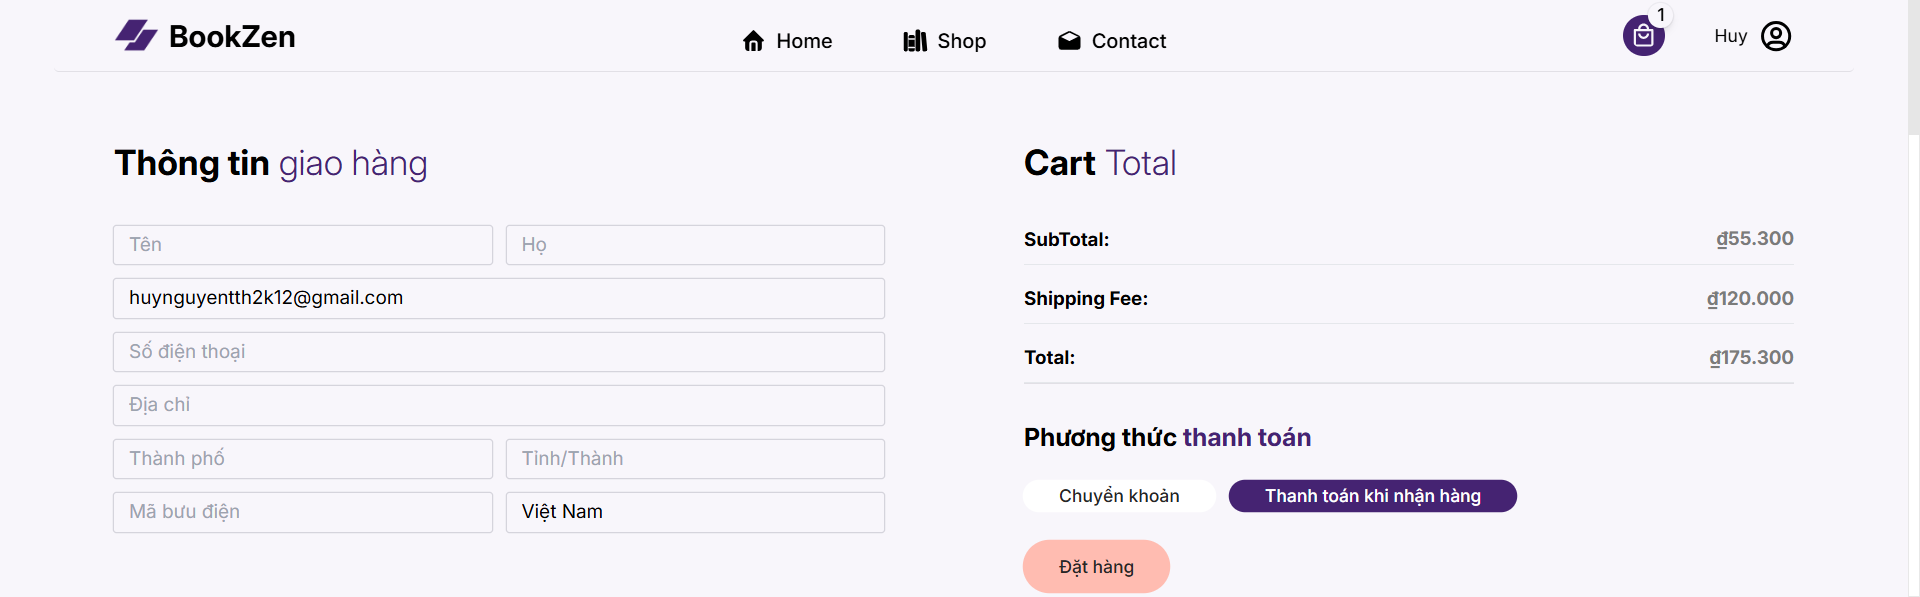 BookZen
Home
Shop
Contact
1
Huy
Thông tin giao hàng
Tên
Họ
huynguyentth2k12@gmail.com
Số điện thoại
Địa chỉ
Thành phố
Tỉnh/Thành
Mã bưu điện
Việt Nam
Cart Total
SubTotal: ₫55.300
Shipping Fee: ₫120.000
Total: ₫175.300
Phương thức thanh toán
Chuyển khoản
Thanh toán khi nhận hàng
Đặt hàng